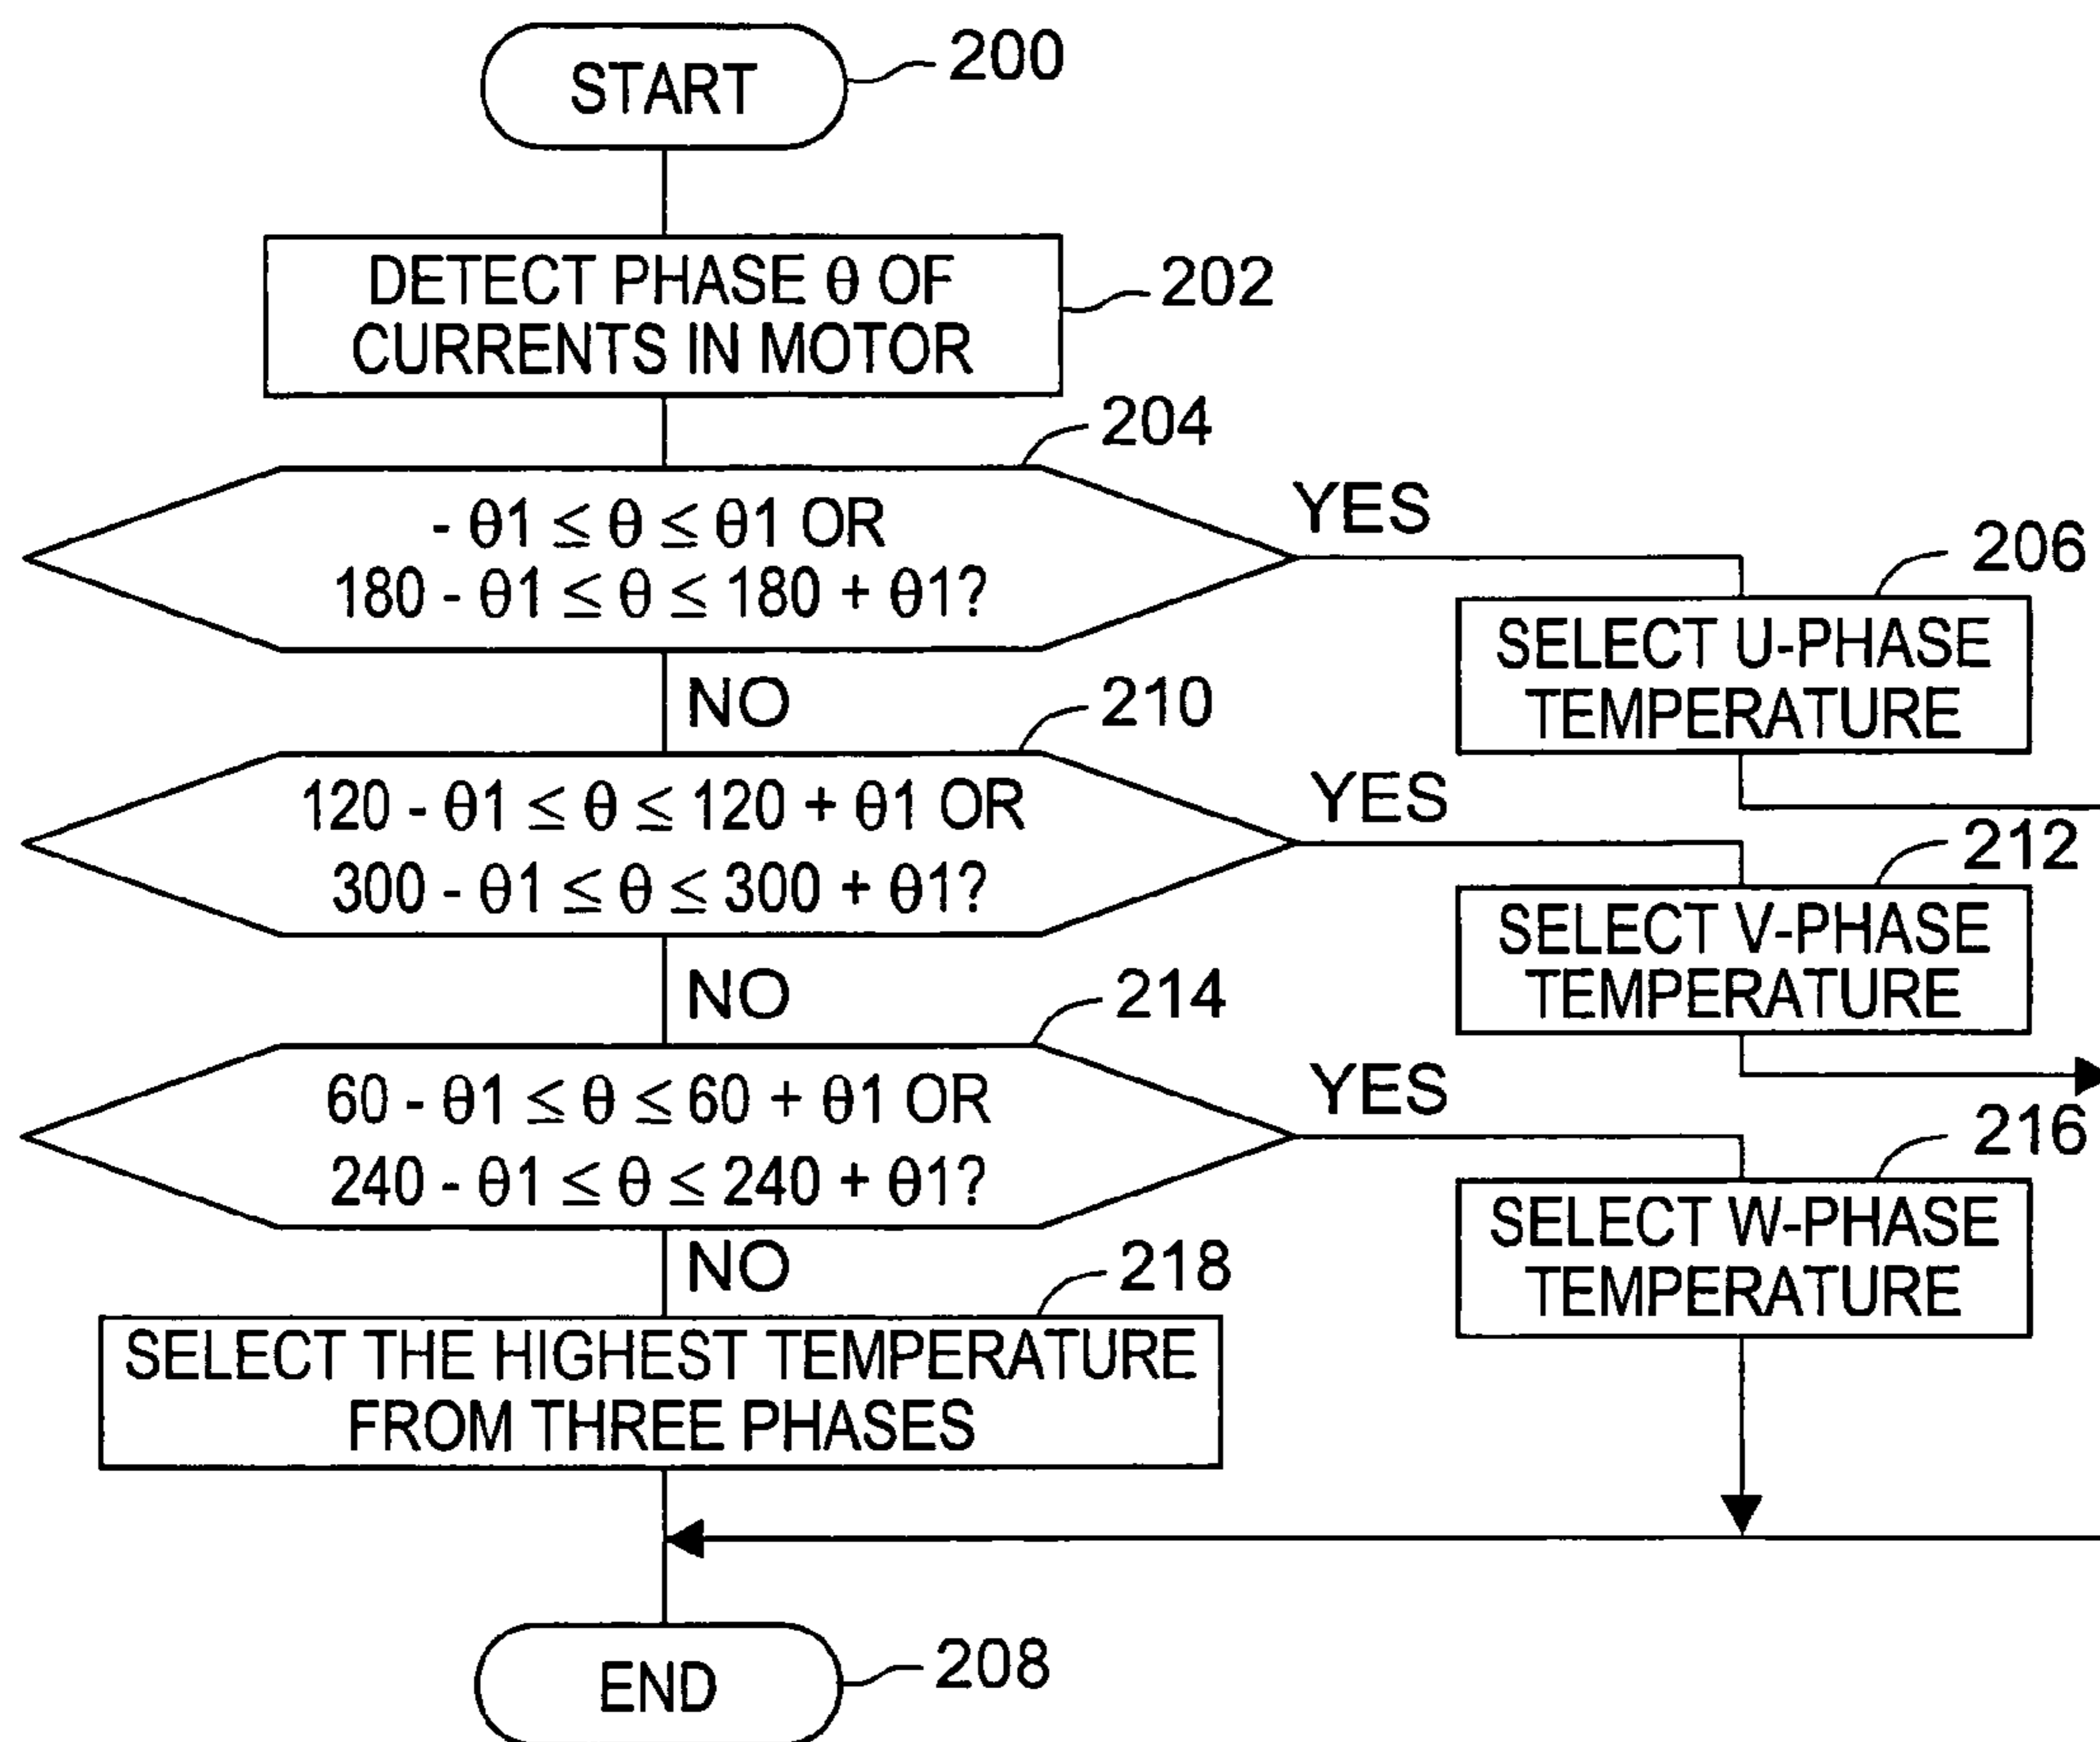 START
200
DETECT PHASE θ OF
CURRENTS IN MOTOR
202
204
- θ1 ≤ θ ≤ θ1 OR
180 - θ1 ≤ θ ≤ 180 + θ1?
YES
206
SELECT U-PHASE
TEMPERATURE
NO
210
120 - θ1 ≤ θ ≤ 120 + θ1 OR
300 - θ1 ≤ θ ≤ 300 + θ1?
YES
212
SELECT V-PHASE
TEMPERATURE
NO
214
60 - θ1 ≤ θ ≤ 60 + θ1 OR
240 - θ1 ≤ θ ≤ 240 + θ1?
YES
216
SELECT W-PHASE
TEMPERATURE
NO
218
SELECT THE HIGHEST TEMPERATURE
FROM THREE PHASES
END
208